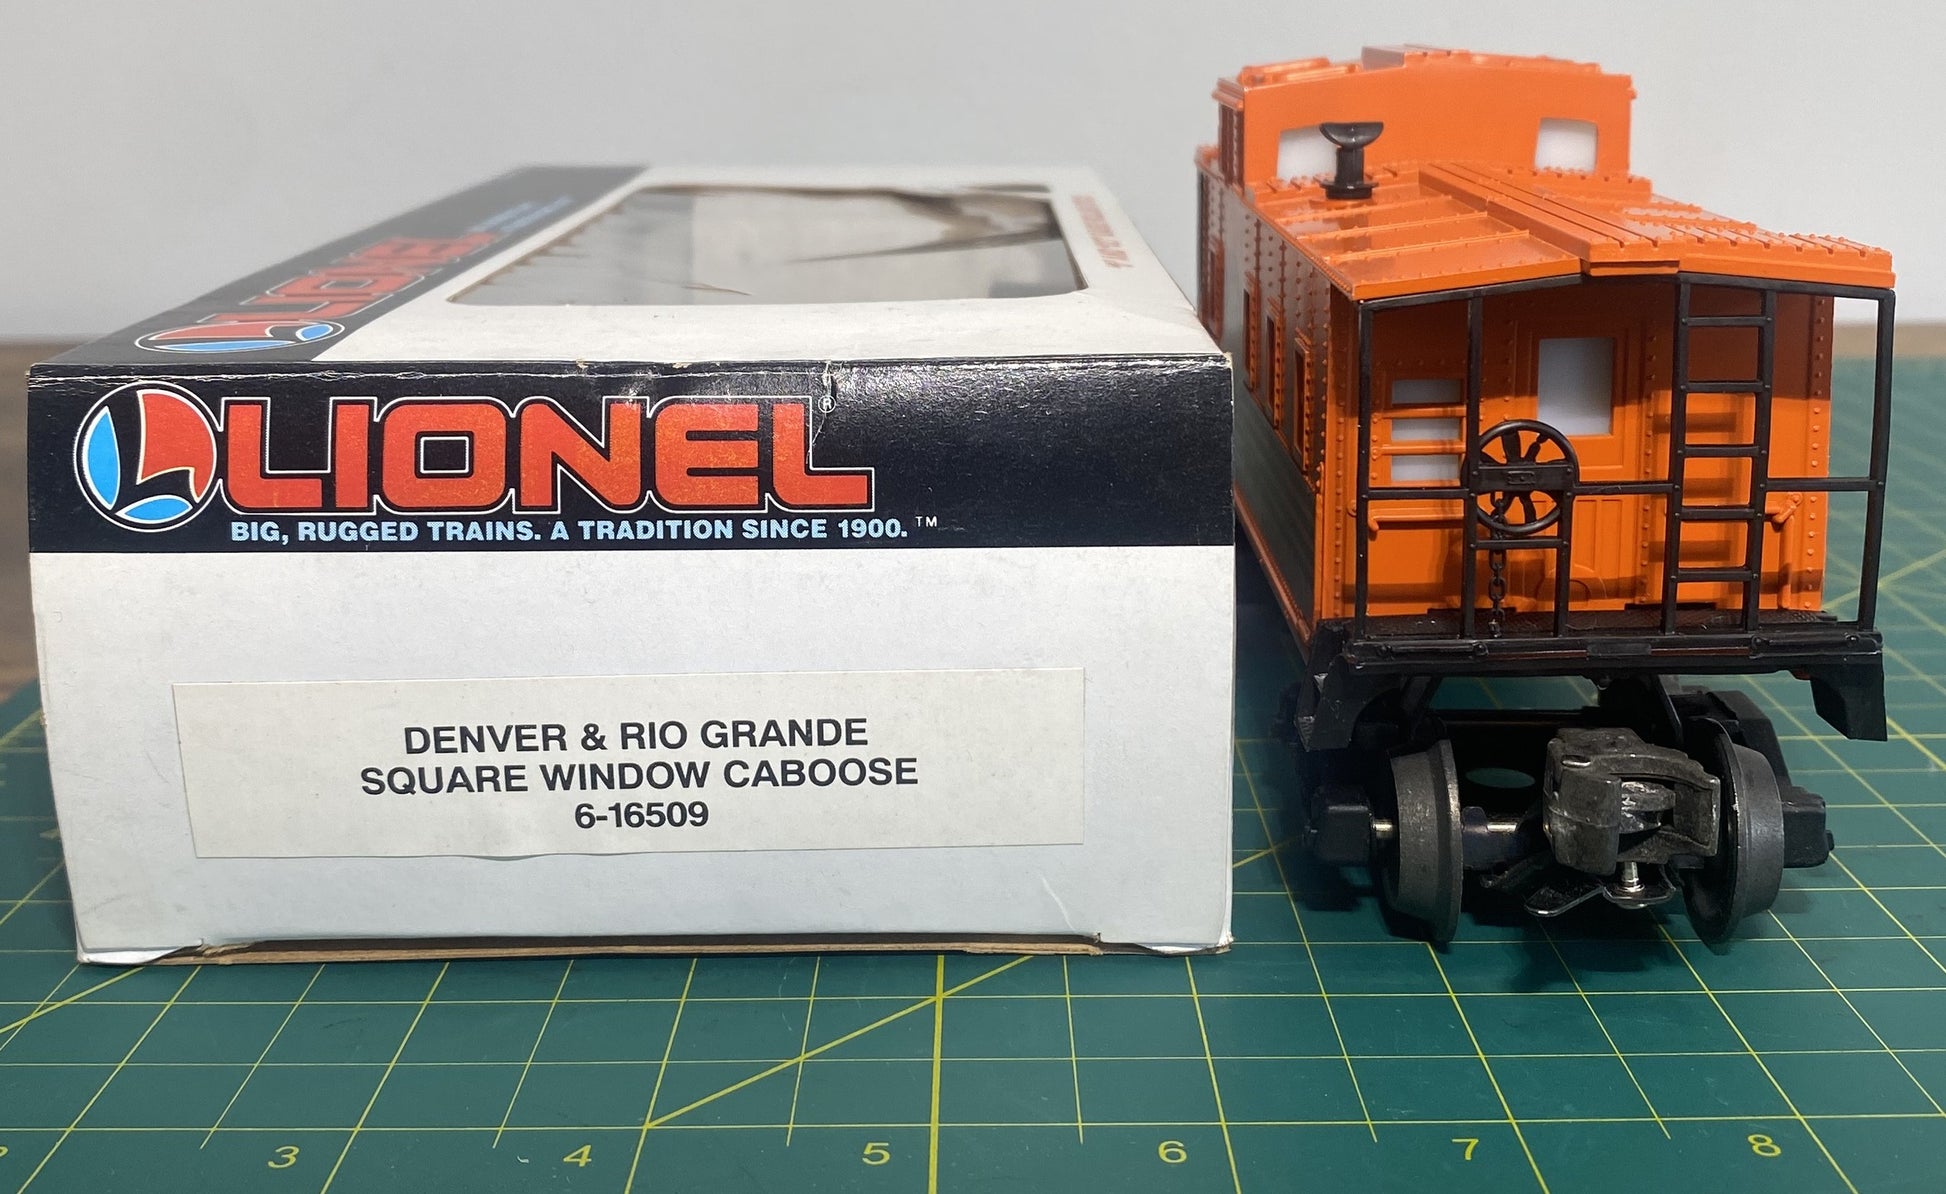 LIONEL
LIONEL®
BIG, RUGGED TRAINS. A TRADITION SINCE 1900.™
DENVER & RIO GRANDE
SQUARE WINDOW CABOOSE
6-16509
3 4 5 6 7 8